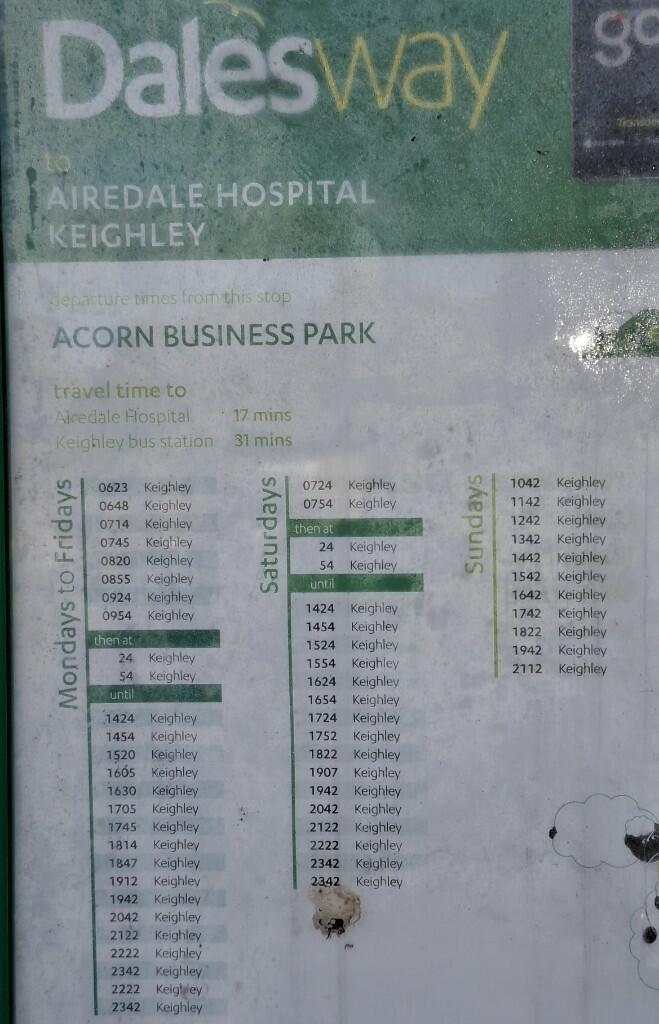 Dalesway
go
to
AIREDALE HOSPITAL
KEIGHLEY
departure times from this stop
ACORN BUSINESS PARK
travel time to
Airedale Hospital 17 mins
Keighley bus station 31 mins
Mondays to Fridays
0623 Keighley
0648 Keighley
0714 Keighley
0745 Keighley
0820 Keighley
0855 Keighley
0924 Keighley
0954 Keighley
then at
24 Keighley
54 Keighley
until
1424 Keighley
1454 Keighley
1520 Keighley
1605 Keighley
1630 Keighley
1705 Keighley
1745 Keighley
1814 Keighley
1847 Keighley
1912 Keighley
1942 Keighley
2042 Keighley
2122 Keighley
2222 Keighley
2342 Keighley
2222 Keighley
2342 Keighley
Saturdays
0724 Keighley
0754 Keighley
then at
24 Keighley
54 Keighley
until
1424 Keighley
1454 Keighley
1524 Keighley
1554 Keighley
1624 Keighley
1654 Keighley
1724 Keighley
1752 Keighley
1822 Keighley
1907 Keighley
1942 Keighley
2042 Keighley
2122 Keighley
2222 Keighley
2342 Keighley
2342 Keighley
Sundays
1042 Keighley
1142 Keighley
1242 Keighley
1342 Keighley
1442 Keighley
1542 Keighley
1642 Keighley
1742 Keighley
1822 Keighley
1942 Keighley
2112 Keighley